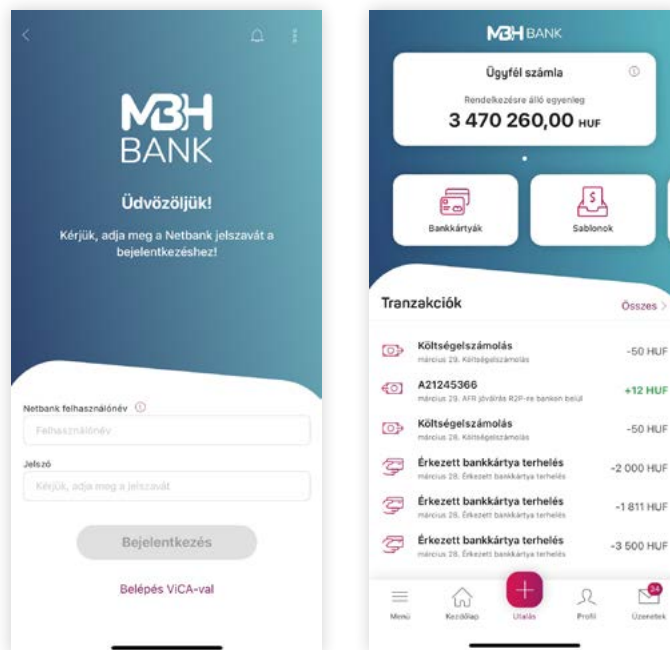 MBH
BANK
Üdvözöljük!
Kérjük, adja meg a Netbank jelszavát a
bejelentkezéshez!
Netbank felhasználónév
Felhasználónév
Jelszó
Kérjük, adja meg a jelszavát
Bejelentkezés
Belépés ViCA-val
MBH BANK
Ügyfél számla
Rendelkezésre álló egyenleg
3 470 260,00 HUF
Bankkártyák
Sablonok
Tranzakciók
Összes >
Költségelszámolás -50 HUF
március 29. Költségelszámolás
A21245366 +12 HUF
március 29. AFR jóváírás R2P-re bankon belül
Költségelszámolás -50 HUF
március 28. Költségelszámolás
Érkezett bankkártya terhelés -2 000 HUF
március 28. Érkezett bankkártya terhelés
Érkezett bankkártya terhelés -1 811 HUF
március 28. Érkezett bankkártya terhelés
Érkezett bankkártya terhelés -3 500 HUF
március 28. Érkezett bankkártya terhelés
24
Menü Kezdőlap Utalás Profil Üzenetek